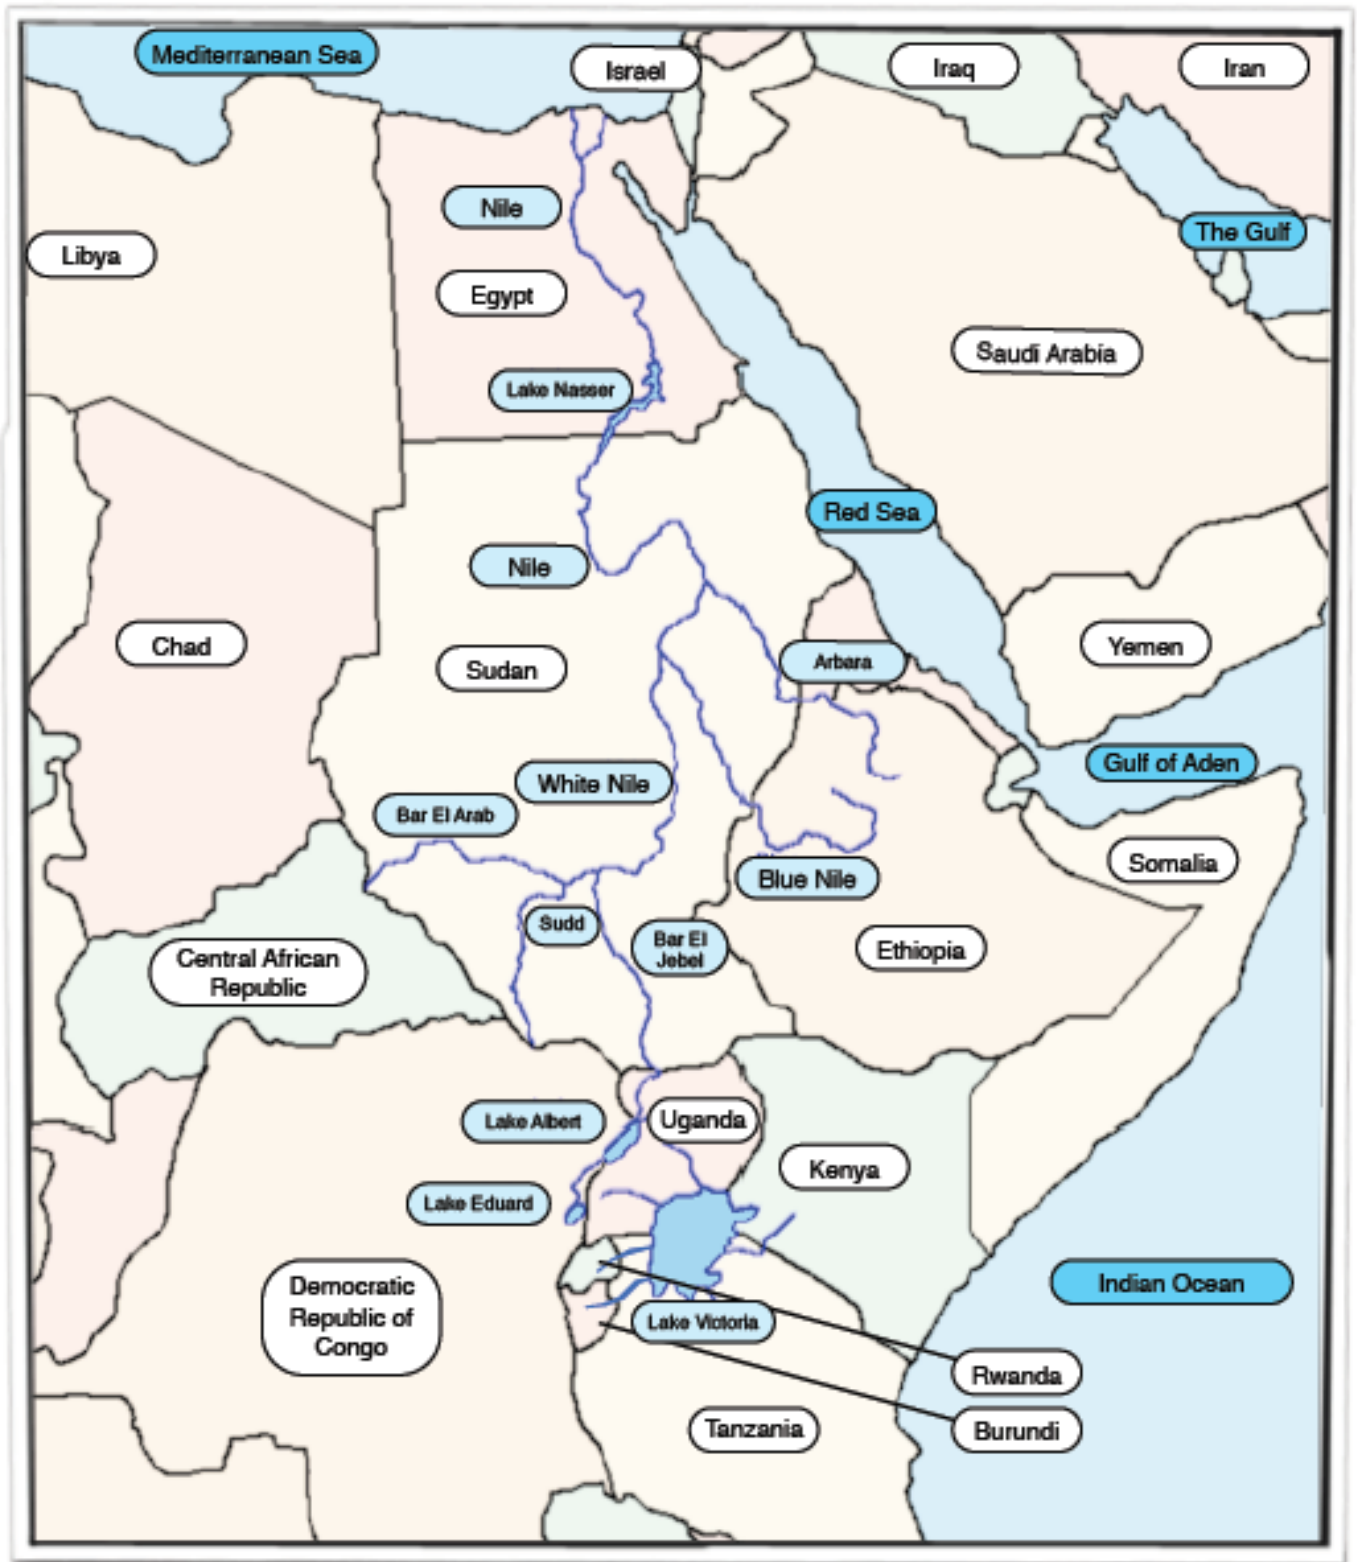 Mediterranean Sea
Israel
Iraq
Iran
Nile
The Gulf
Libya
Egypt
Saudi Arabia
Lake Nasser
Red Sea
Nile
Chad
Yemen
Arbara
Sudan
Gulf of Aden
White Nile
Bar El Arab
Somalia
Blue Nile
Sudd
Bar El
Jebel
Ethiopia
Central African
Republic
Lake Albert
Uganda
Kenya
Lake Eduard
Indian Ocean
Democratic
Republic of
Congo
Lake Victoria
Rwanda
Tanzania
Burundi